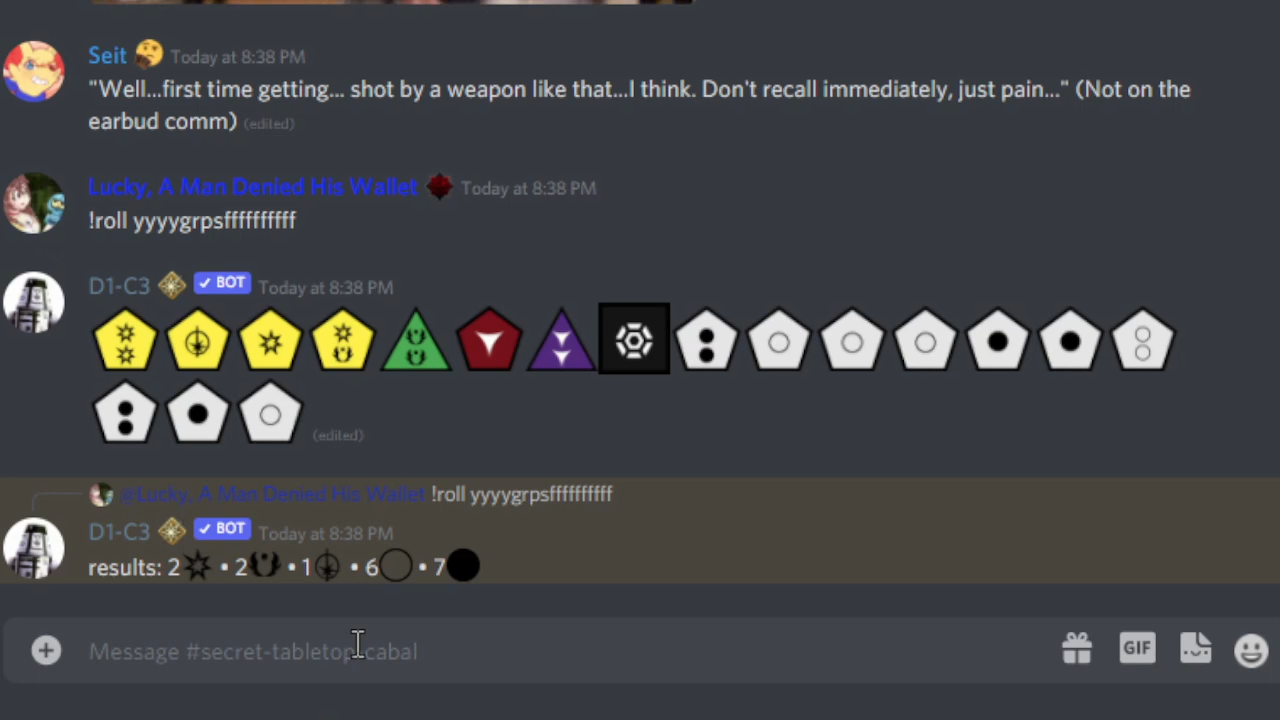 Seit Today at 8:38 PM
"Well...first time getting... shot by a weapon like that...I think. Don't recall immediately, just pain..." (Not on the
earbud comm) (edited)
Lucky, A Man Denied His Wallet Today at 8:38 PM
!roll yyyygrpsffffffffff
D1-C3 BOT Today at 8:38 PM
(edited)
@Lucky, A Man Denied His Wallet !roll yyyygrpsffffffffff
D1-C3 BOT Today at 8:38 PM
results: 2 • 2 • 1 • 6 • 7
Message #secret-tabletop-cabal GIF